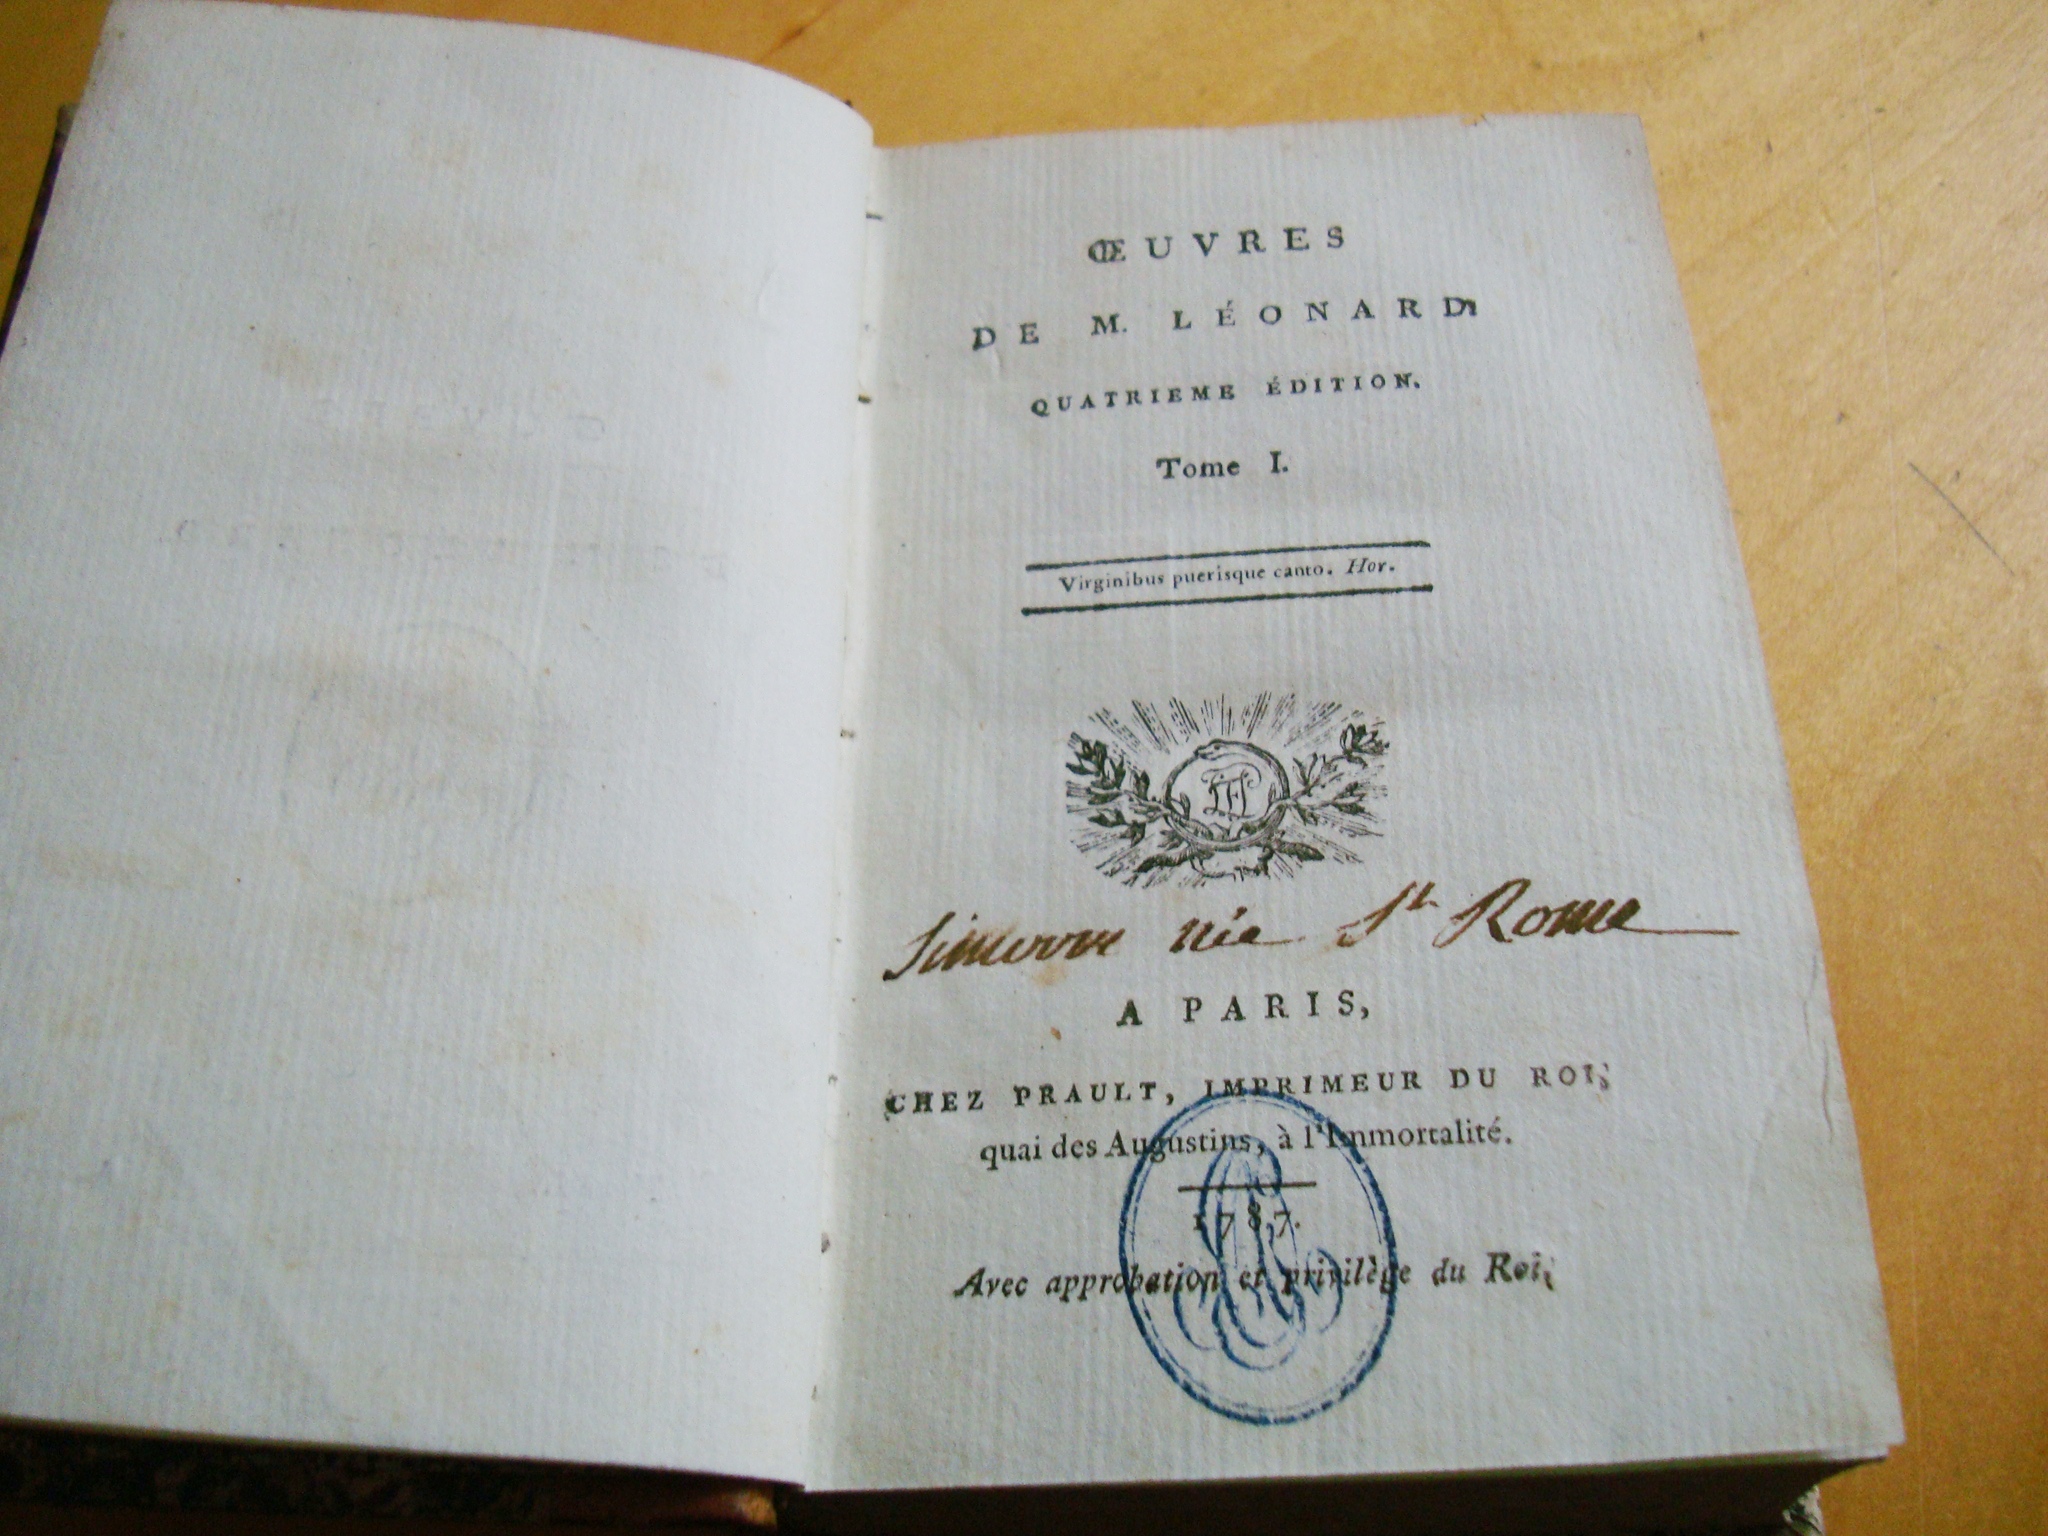 ŒUVRES
DE M. LÉONARD,
QUATRIEME ÉDITION.
Tome I.
Virginibus puerisque canto. Hor.
née St. Rome
A PARIS,
CHEZ PRAULT, IMPRIMEUR DU ROI,
quai des Augustins, à l'Immortalité.
1787.
Avec approbation et privilège du Roi,